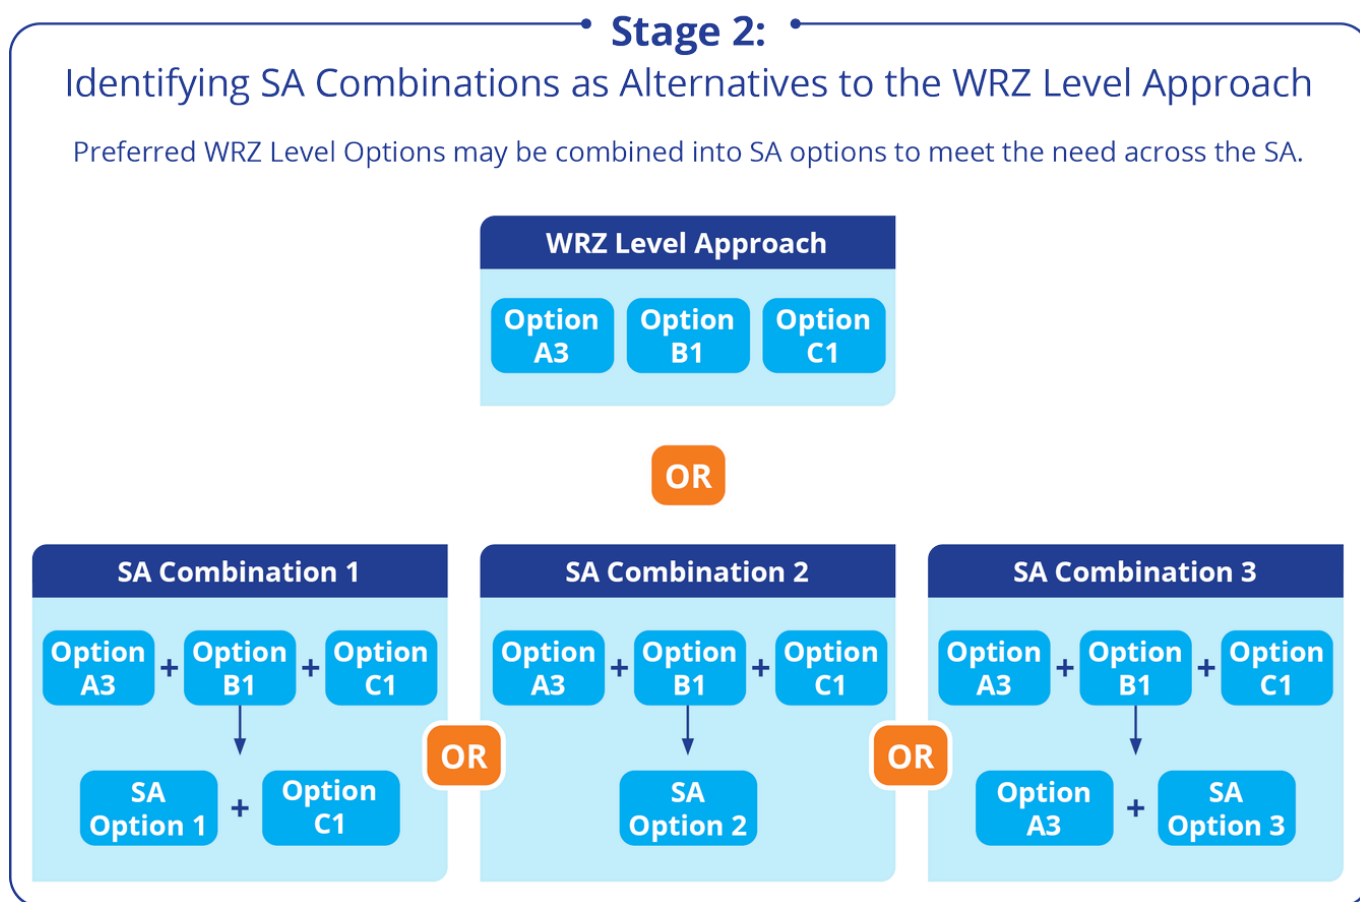 Stage 2:
Identifying SA Combinations as Alternatives to the WRZ Level Approach
Preferred WRZ Level Options may be combined into SA options to meet the need across the SA.
WRZ Level Approach
Option
A3
Option
B1
Option
C1
OR
SA Combination 1
Option
A3
+
Option
B1
+
Option
C1
SA
Option 1
+
Option
C1
OR
SA Combination 2
Option
A3
+
Option
B1
+
Option
C1
SA
Option 2
OR
SA Combination 3
Option
A3
+
Option
B1
+
Option
C1
Option
A3
+
SA
Option 3